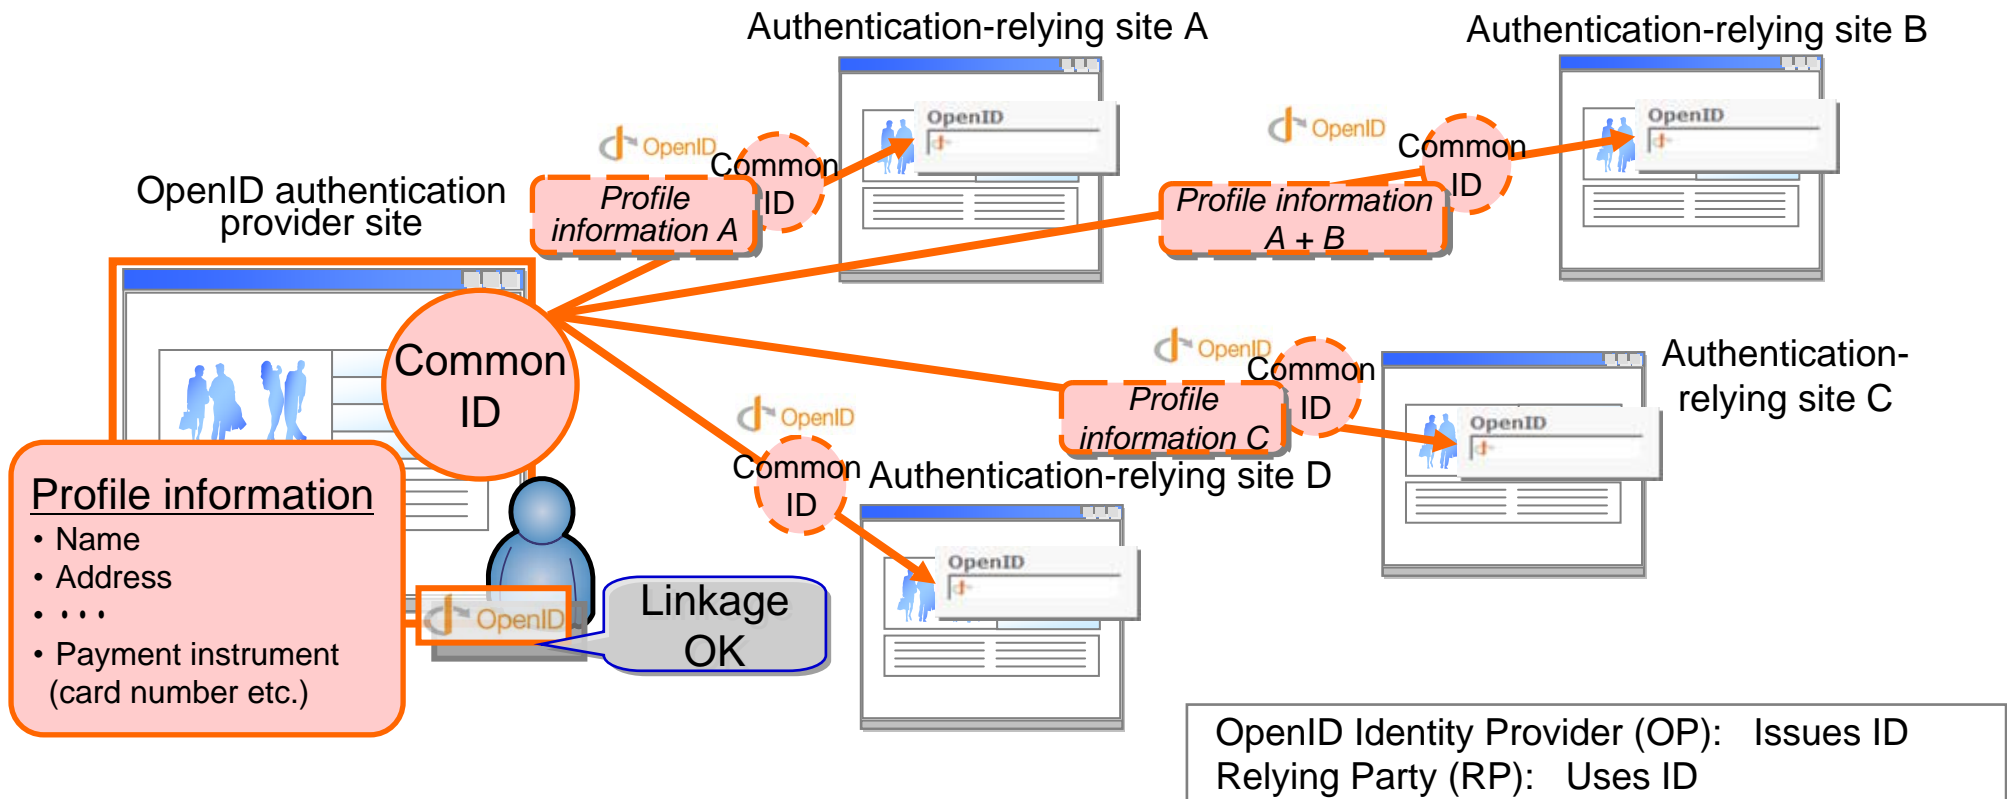 Authentication-relying site A
Authentication-relying site B
OpenID
OpenID
OpenID
Common
ID
Profile
information A
OpenID
Common
ID
Profile information
A + B
OpenID authentication
provider site
Common
ID
OpenID
Common
ID
Profile
information C
OpenID
Authentication-
relying site C
OpenID
Common
ID
Authentication-relying site D
OpenID
Profile information
・Name
・Address
・・・・
・Payment instrument
(card number etc.)
OpenID
Linkage
OK
OpenID Identity Provider (OP): Issues ID
Relying Party (RP): Uses ID